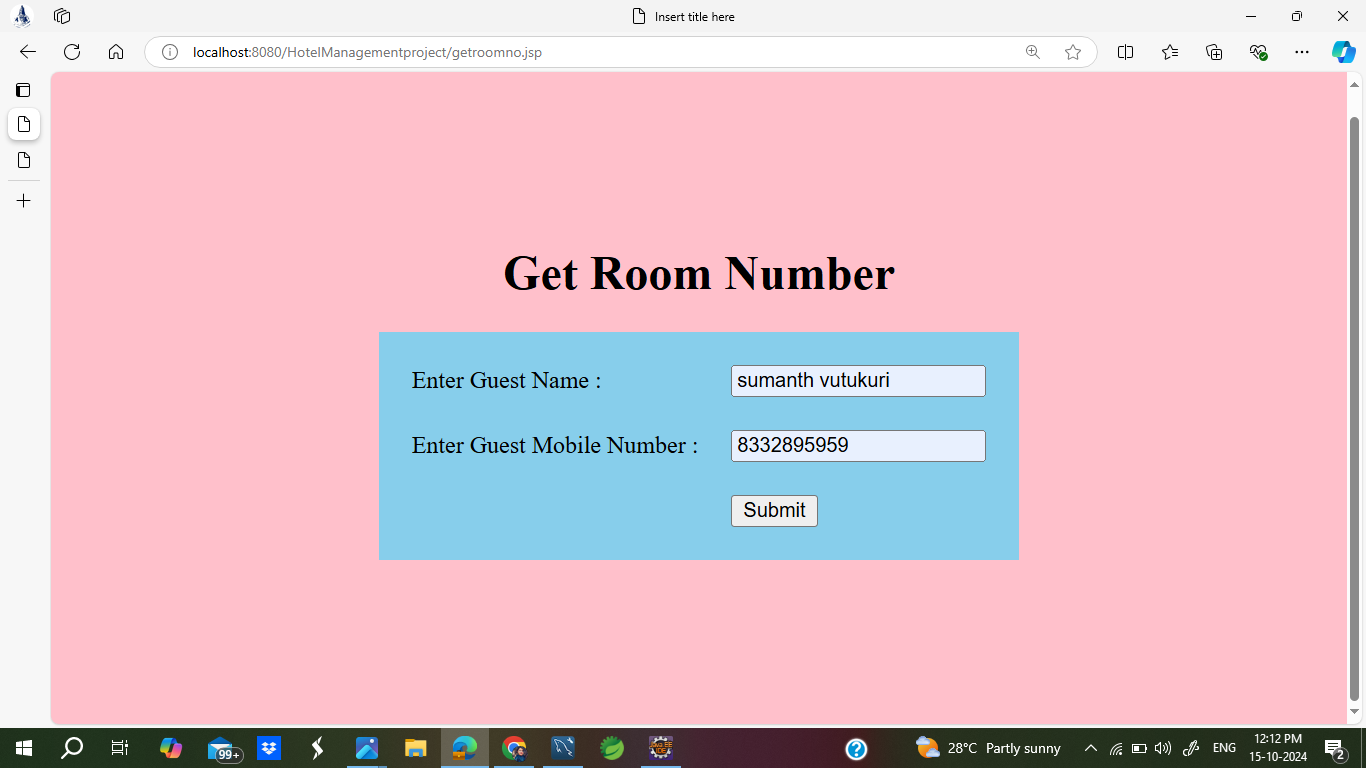 Insert title here
localhost:8080/HotelManagementproject/getroomno.jsp
Get Room Number
Enter Guest Name : sumanth vutukuri
Enter Guest Mobile Number : 8332895959
Submit
99+
28°C Partly sunny
ENG
12:12 PM
15-10-2024
2